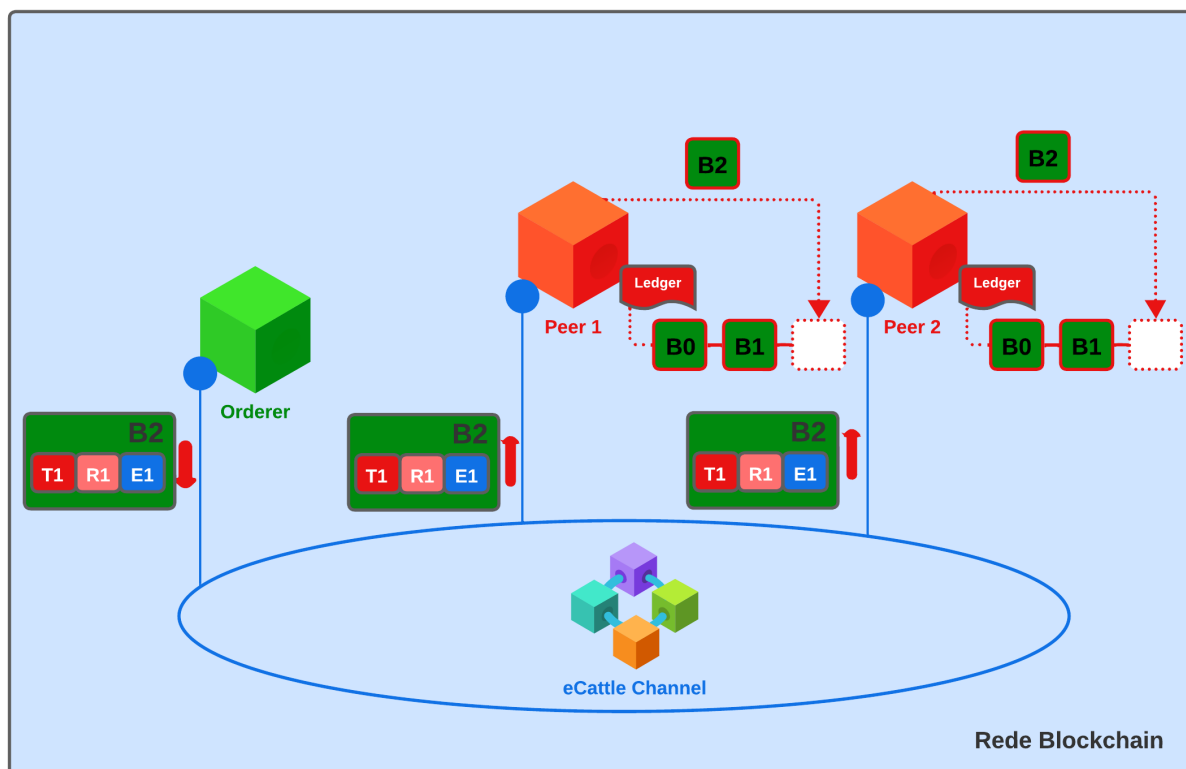 B2
B2
Ledger
Ledger
Peer 1
Peer 2
B0
B1
B0
B1
Orderer
B2
T1 R1 E1
B2
T1 R1 E1
B2
T1 R1 E1
eCattle Channel
Rede Blockchain